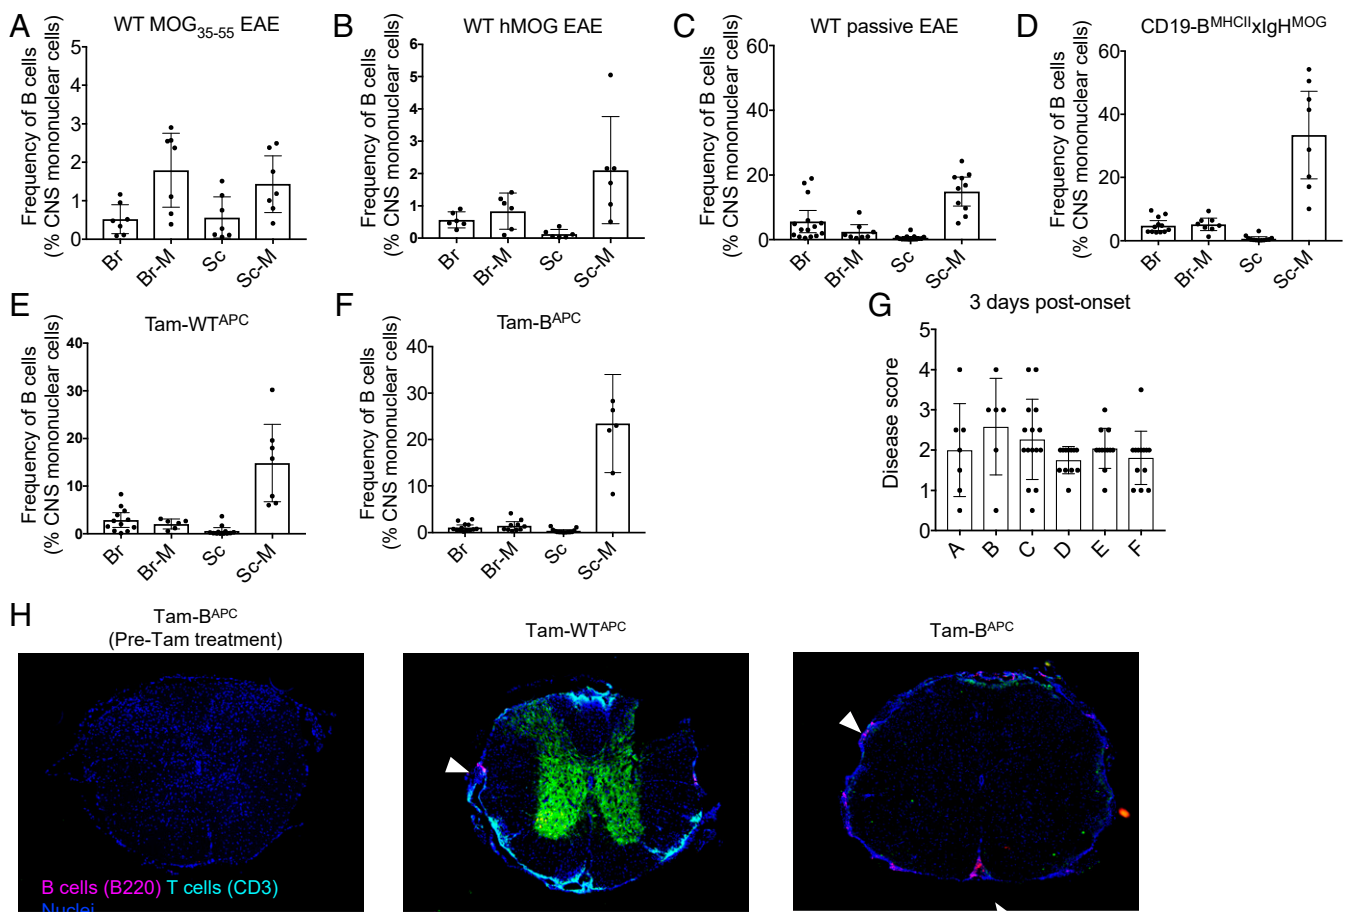 A
WT MOG35-55 EAE
Frequency of B cells
(% CNS mononuclear cells)
5
4
3
2
1
0
Br
Br-M
Sc
Sc-M
B
WT hMOG EAE
Frequency of B cells
(% CNS mononuclear cells)
6
5
4
3
2
1
0
Br
Br-M
Sc
Sc-M
C
WT passive EAE
Frequency of B cells
(% CNS mononuclear cells)
60
40
20
0
Br
Br-M
Sc
Sc-M
D
CD19-BMHCIIxIgHMOG
Frequency of B cells
(% CNS mononuclear cells)
60
40
20
0
Br
Br-M
Sc
Sc-M
E
Tam-WTAPC
Frequency of B cells
(% CNS mononuclear cells)
40
30
20
10
0
Br
Br-M
Sc
Sc-M
F
Tam-BAPC
Frequency of B cells
(% CNS mononuclear cells)
40
30
20
10
0
Br
Br-M
Sc
Sc-M
G
3 days post-onset
Disease score
5
4
3
2
1
0
A
B
C
D
E
F
H
Tam-BAPC
(Pre-Tam treatment)
Tam-WTAPC
Tam-BAPC
B cells (B220) T cells (CD3)
Nuclei